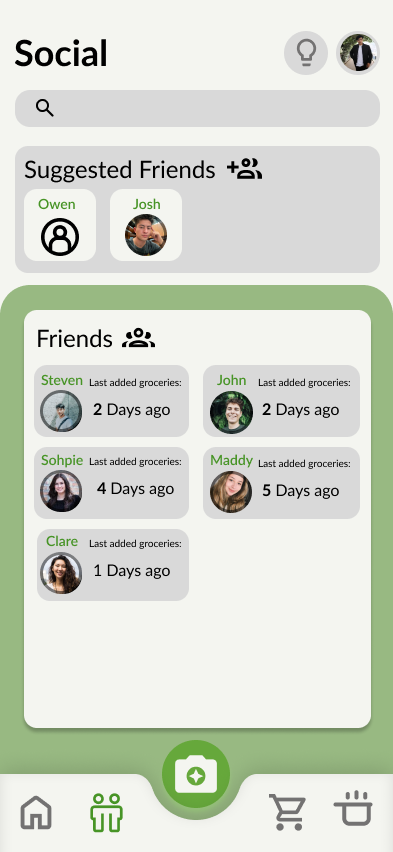 Social
Suggested Friends
Owen
Josh
Friends
Steven
Last added groceries:
2 Days ago
John
Last added groceries:
2 Days ago
Sohpie
Last added groceries:
4 Days ago
Maddy
Last added groceries:
5 Days ago
Clare
Last added groceries:
1 Days ago